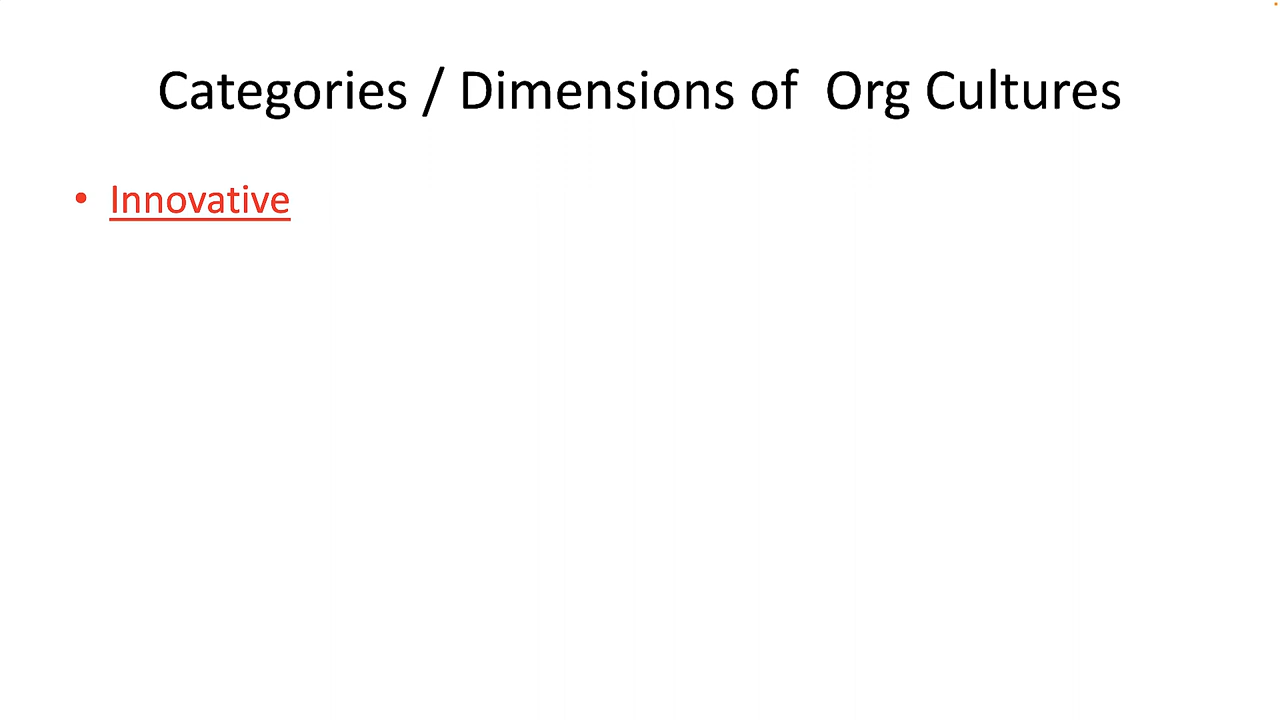 Categories / Dimensions of  Org Cultures
• Innovative